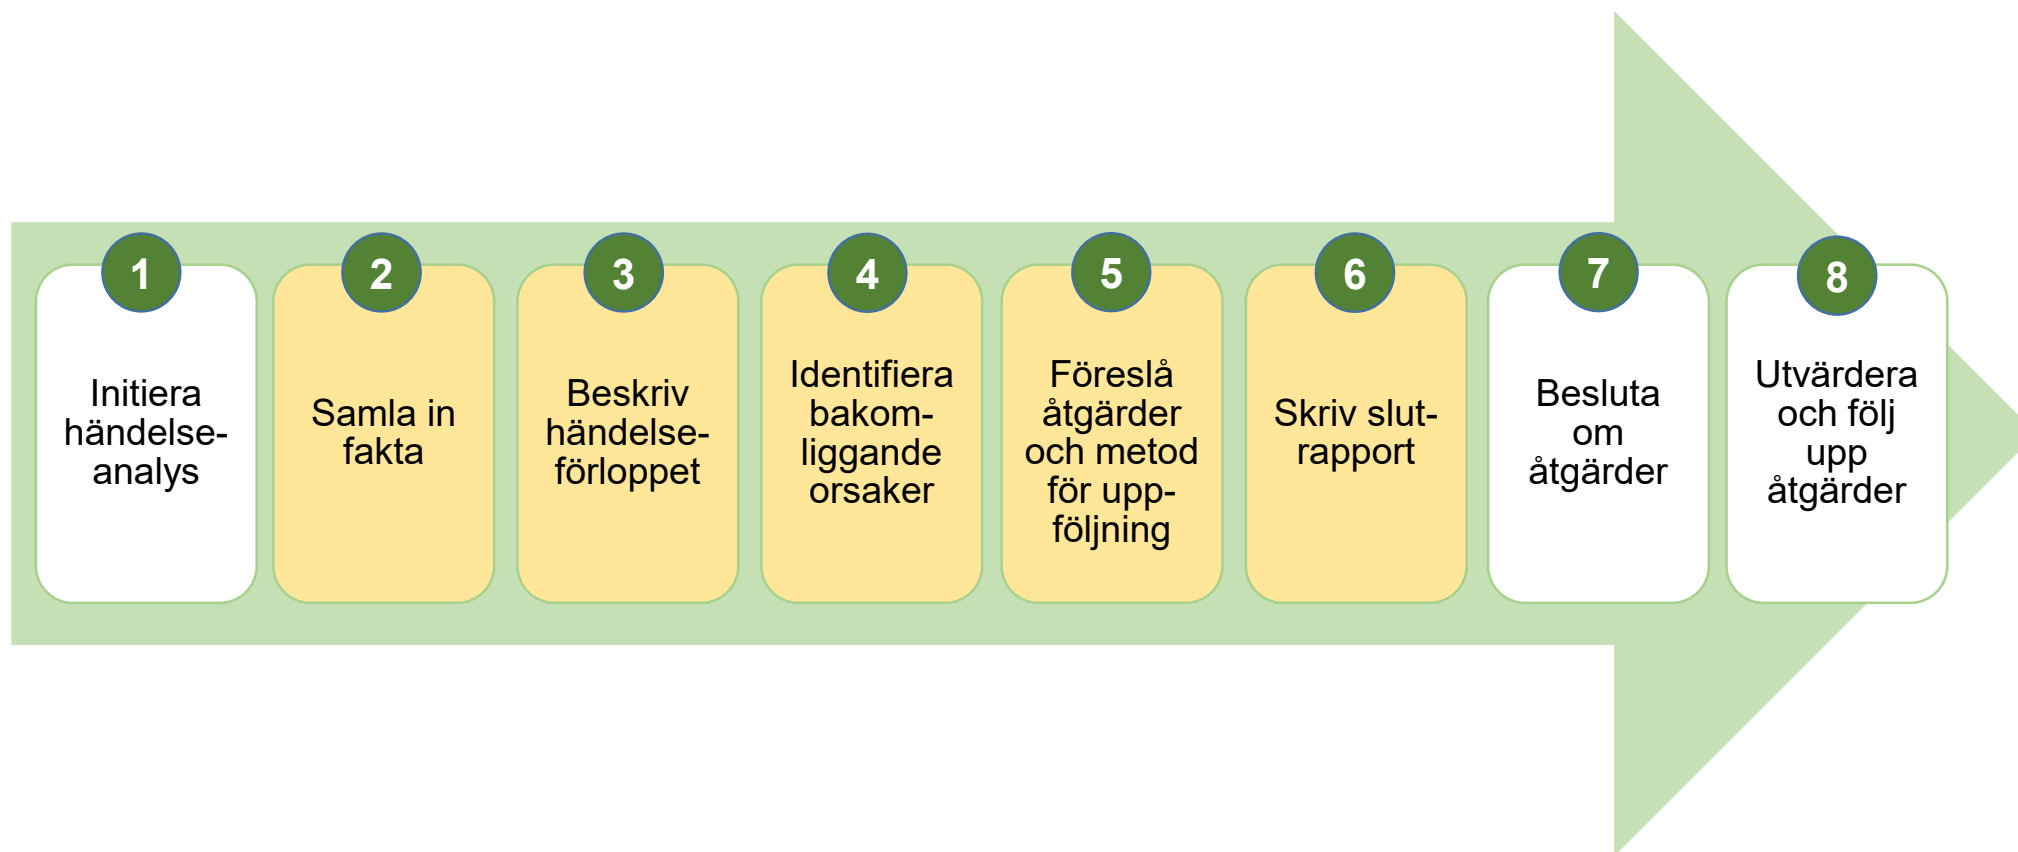 1
Initiera
händelse-
analys
2
Samla in
fakta
3
Beskriv
händelse-
förloppet
4
Identifiera
bakom-
liggande
orsaker
5
Föreslå
åtgärder
och metod
för upp-
följning
6
Skriv slut-
rapport
7
Besluta
om
åtgärder
8
Utvärdera
och följ
upp
åtgärder